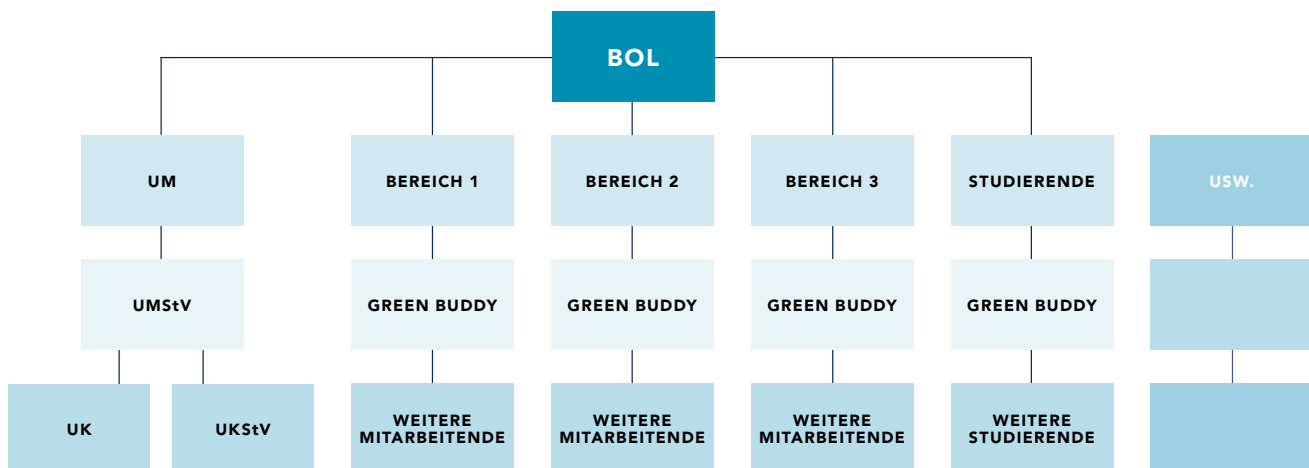 BOL
UM
BEREICH 1
BEREICH 2
BEREICH 3
STUDIERENDE
USW.
UMStV
GREEN BUDDY
GREEN BUDDY
GREEN BUDDY
GREEN BUDDY
UK
UKStV
WEITERE
MITARBEITENDE
WEITERE
MITARBEITENDE
WEITERE
MITARBEITENDE
WEITERE
STUDIERENDE